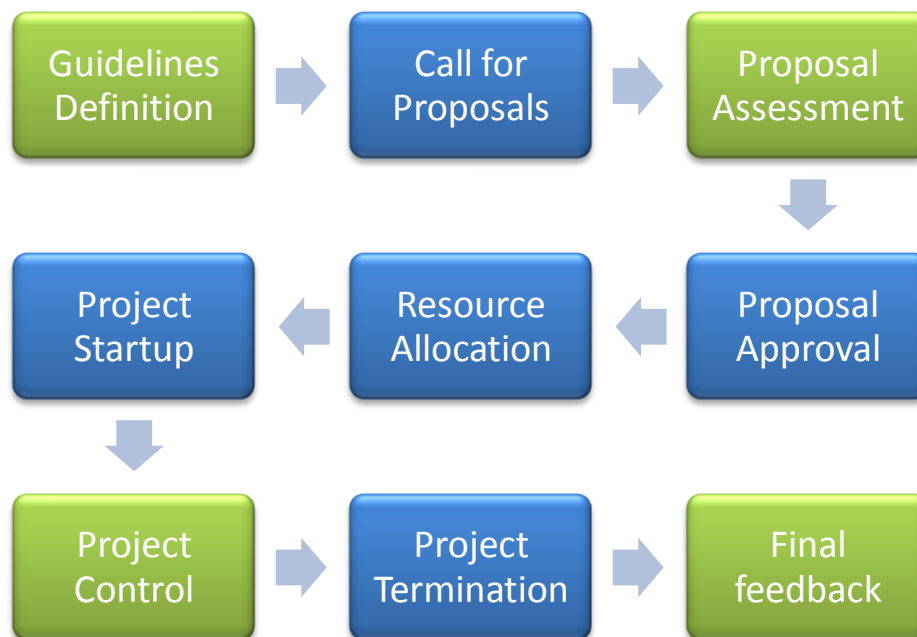 Guidelines
Definition
Call for
Proposals
Proposal
Assessment
Proposal
Approval
Resource
Allocation
Project
Startup
Project
Control
Project
Termination
Final
feedback